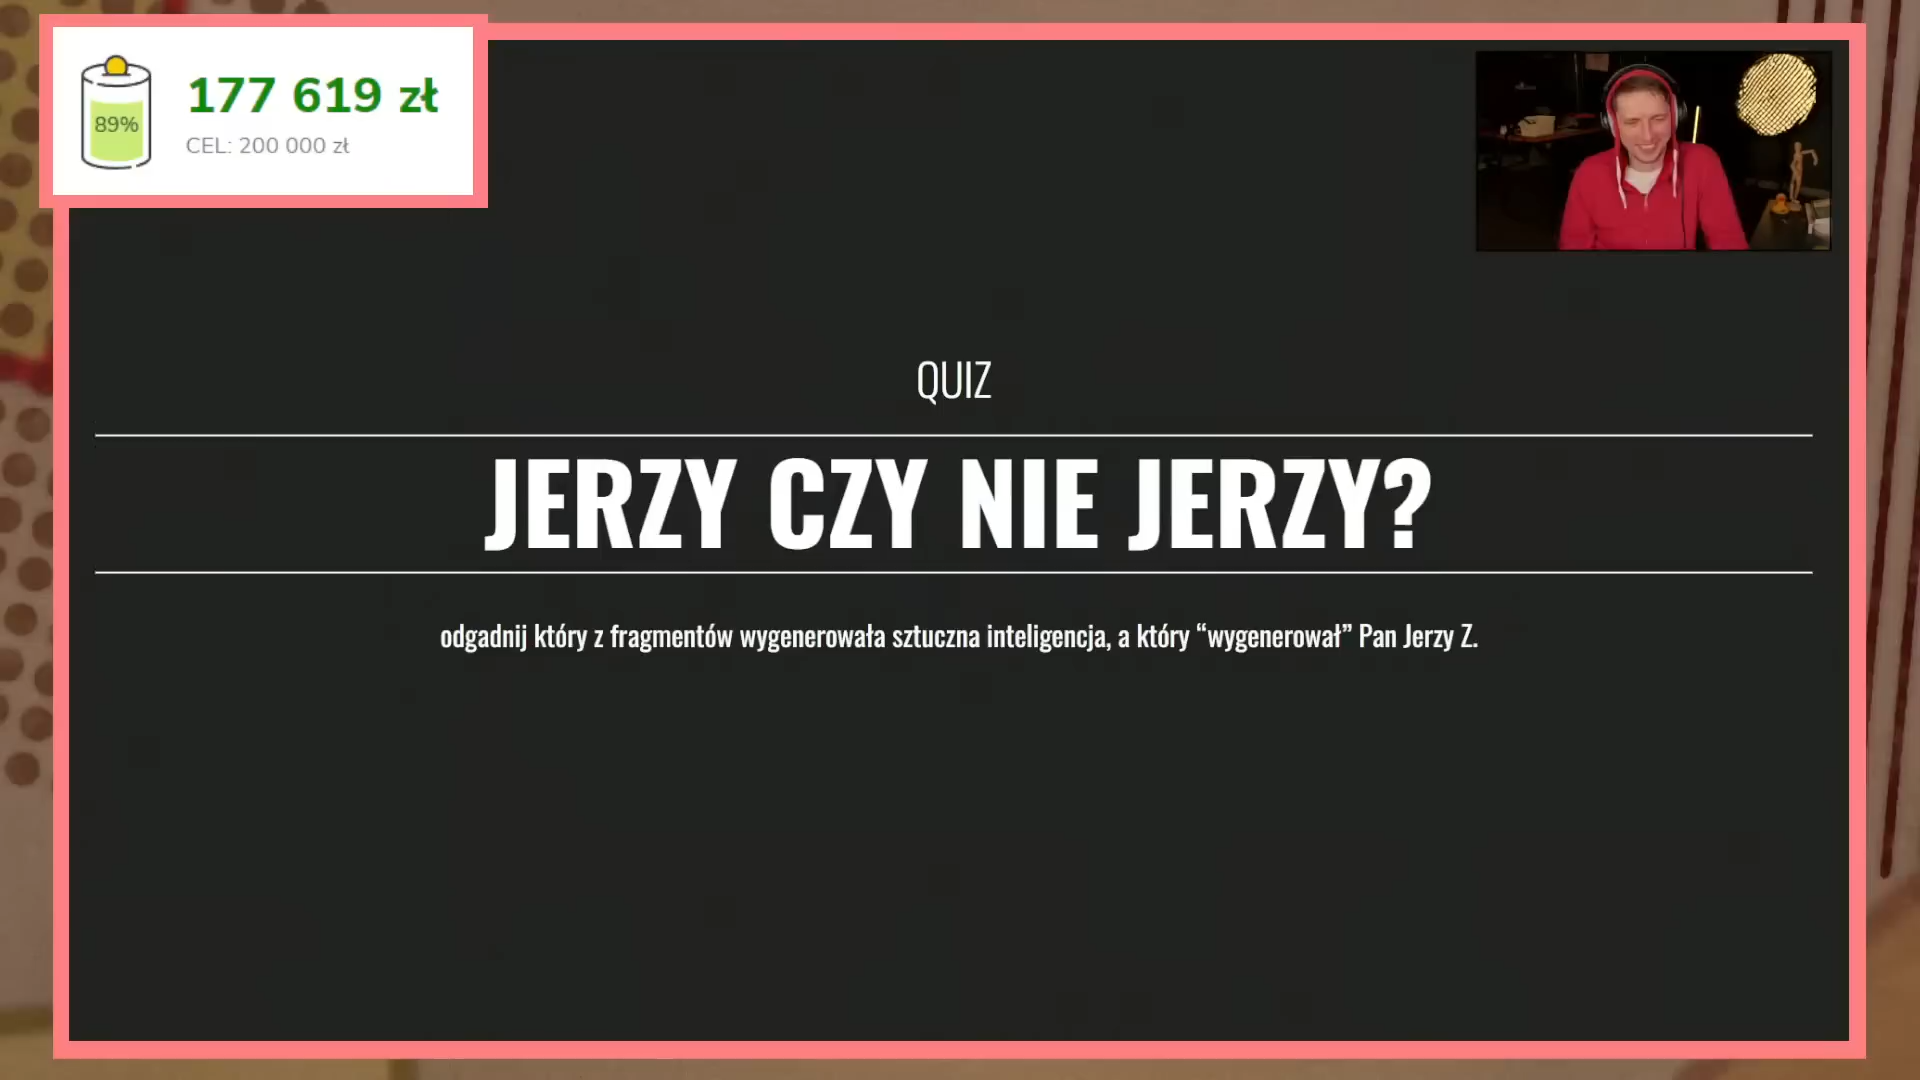 177 619 zł
89%
CEL: 200 000 zł
QUIZ
JERZY CZY NIE JERZY?
odgadnij który z fragmentów wygenerowała sztuczna inteligencja, a który “wygenerował” Pan Jerzy Z.